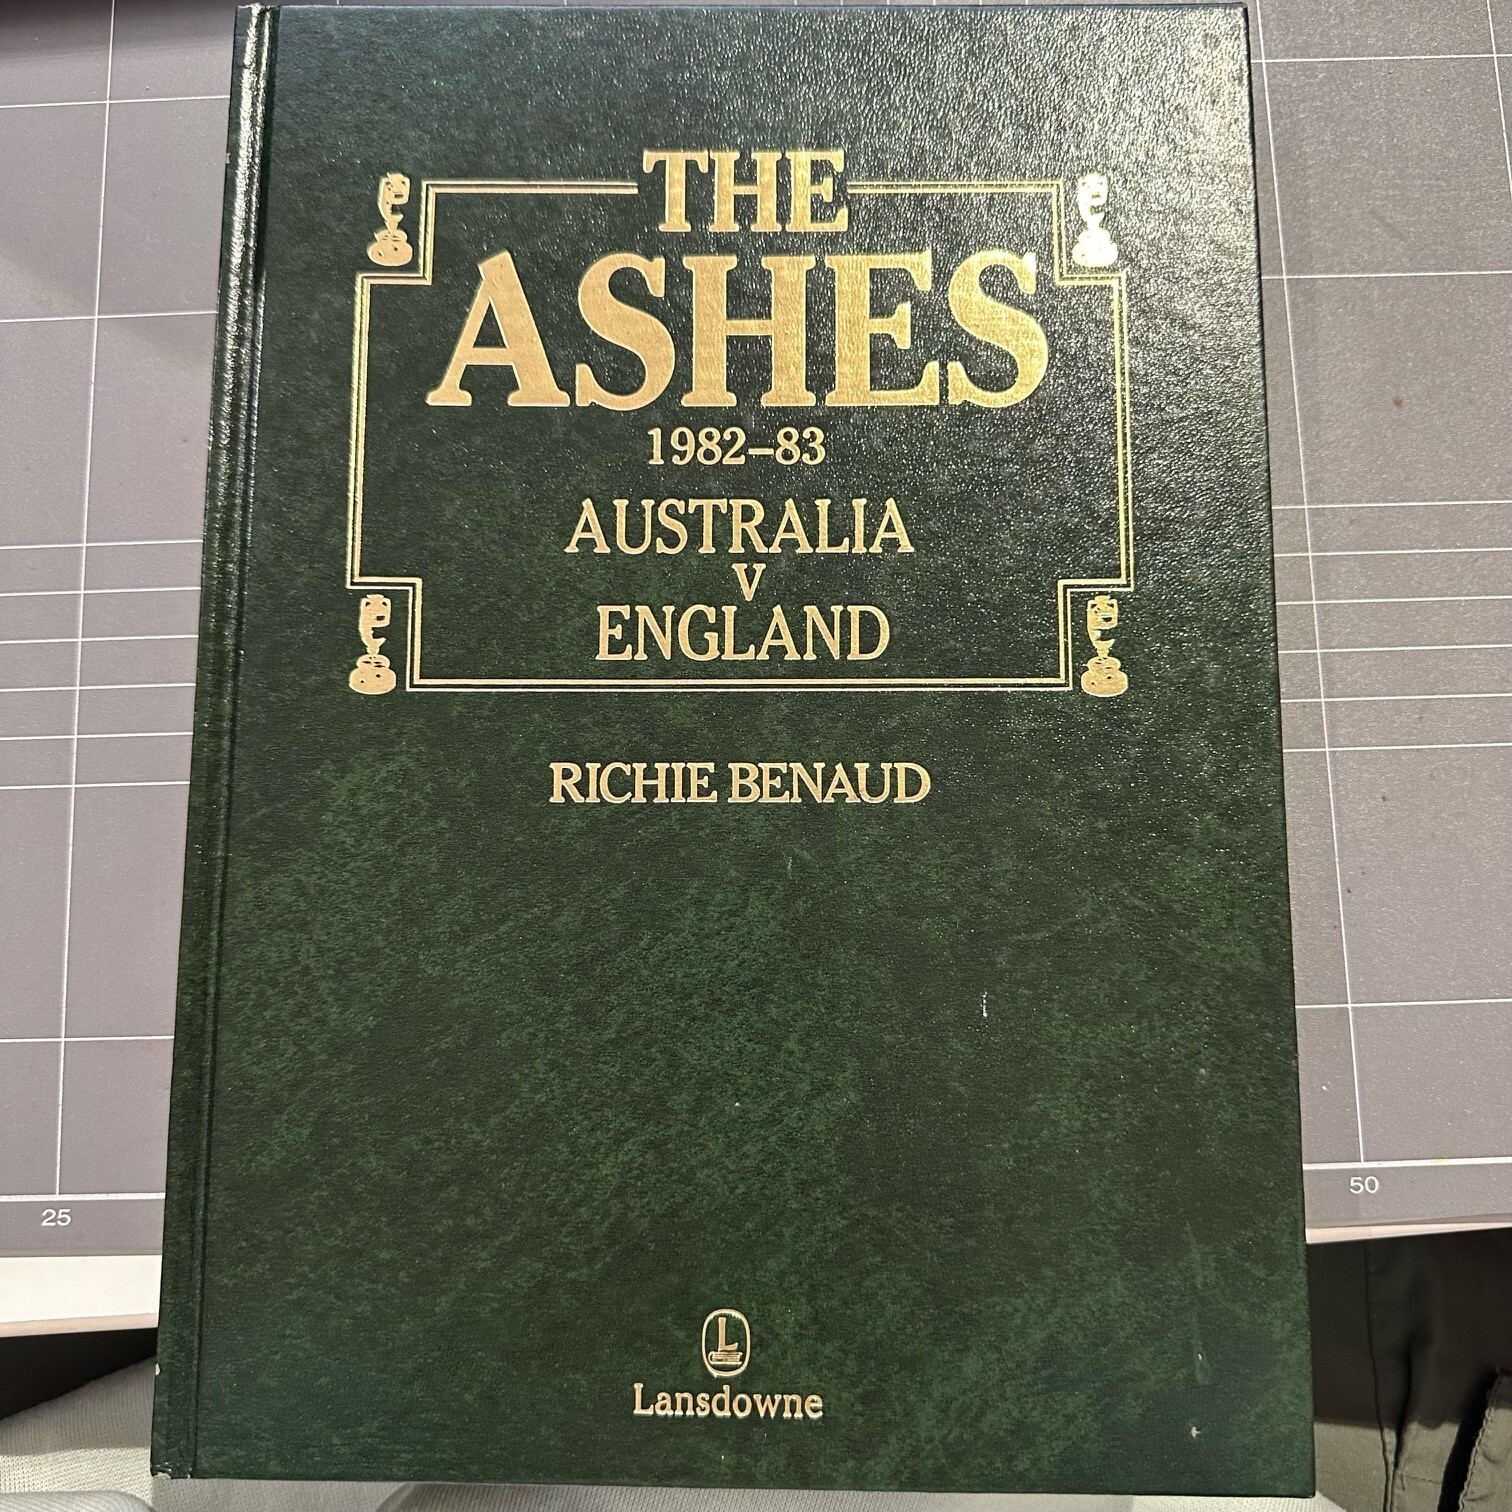 THE
ASHES
1982–83
AUSTRALIA
V
ENGLAND
RICHIE BENAUD
25
50
L
Lansdowne